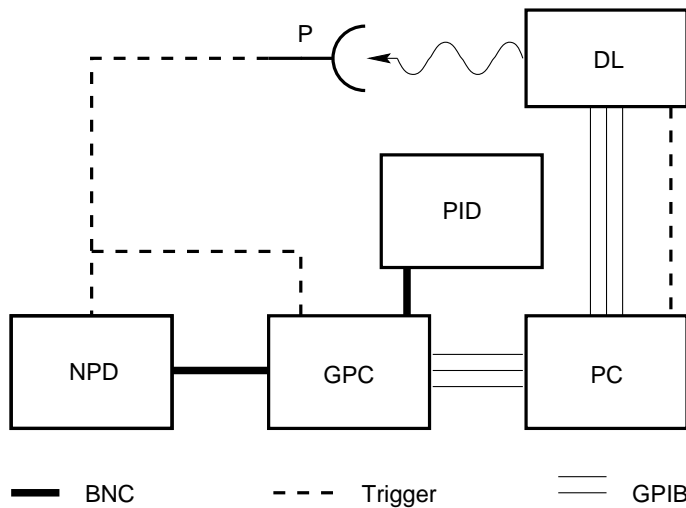 P
DL
PID
NPD
GPC
PC
BNC
Trigger
GPIB